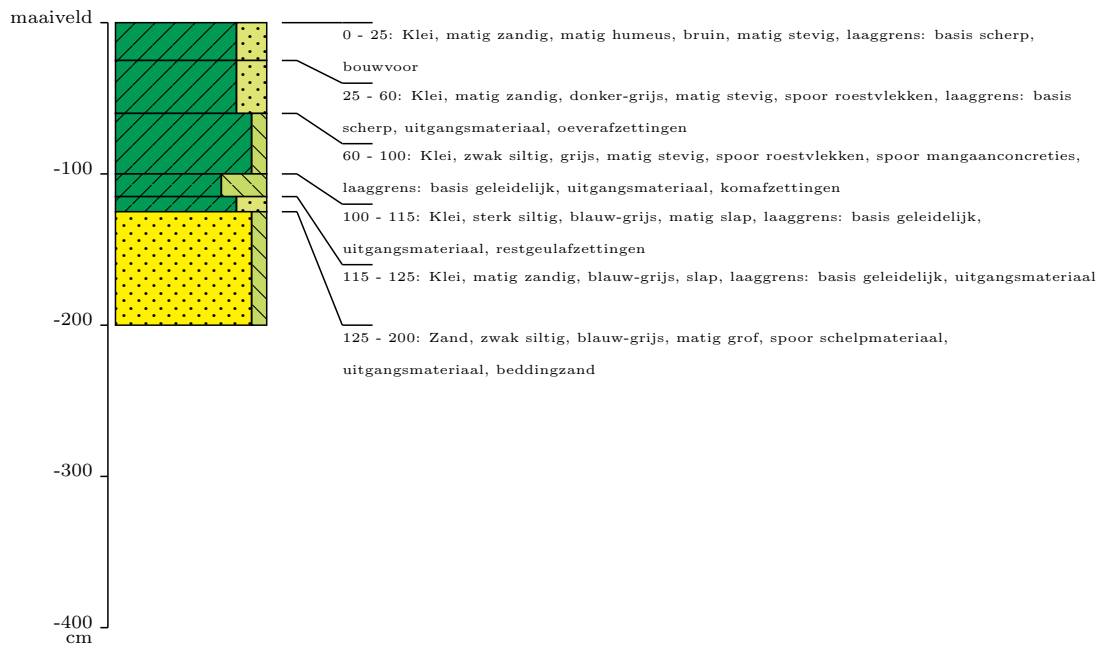 maaiveld
0 - 25: Klei, matig zandig, matig humeus, bruin, matig stevig, laaggrens: basis scherp,
bouwvoor
25 - 60: Klei, matig zandig, donker-grijs, matig stevig, spoor roestvlekken, laaggrens: basis
scherp, uitgangsmateriaal, oeverafzettingen
60 - 100: Klei, zwak siltig, grijs, matig stevig, spoor roestvlekken, spoor mangaanconcreties,
-100
laaggrens: basis geleidelijk, uitgangsmateriaal, komafzettingen
100 - 115: Klei, sterk siltig, blauw-grijs, matig slap, laaggrens: basis geleidelijk,
uitgangsmateriaal, restgeulafzettingen
115 - 125: Klei, matig zandig, blauw-grijs, slap, laaggrens: basis geleidelijk, uitgangsmateriaal
-200
125 - 200: Zand, zwak siltig, blauw-grijs, matig grof, spoor schelpmateriaal,
uitgangsmateriaal, beddingzand
-300
-400
cm